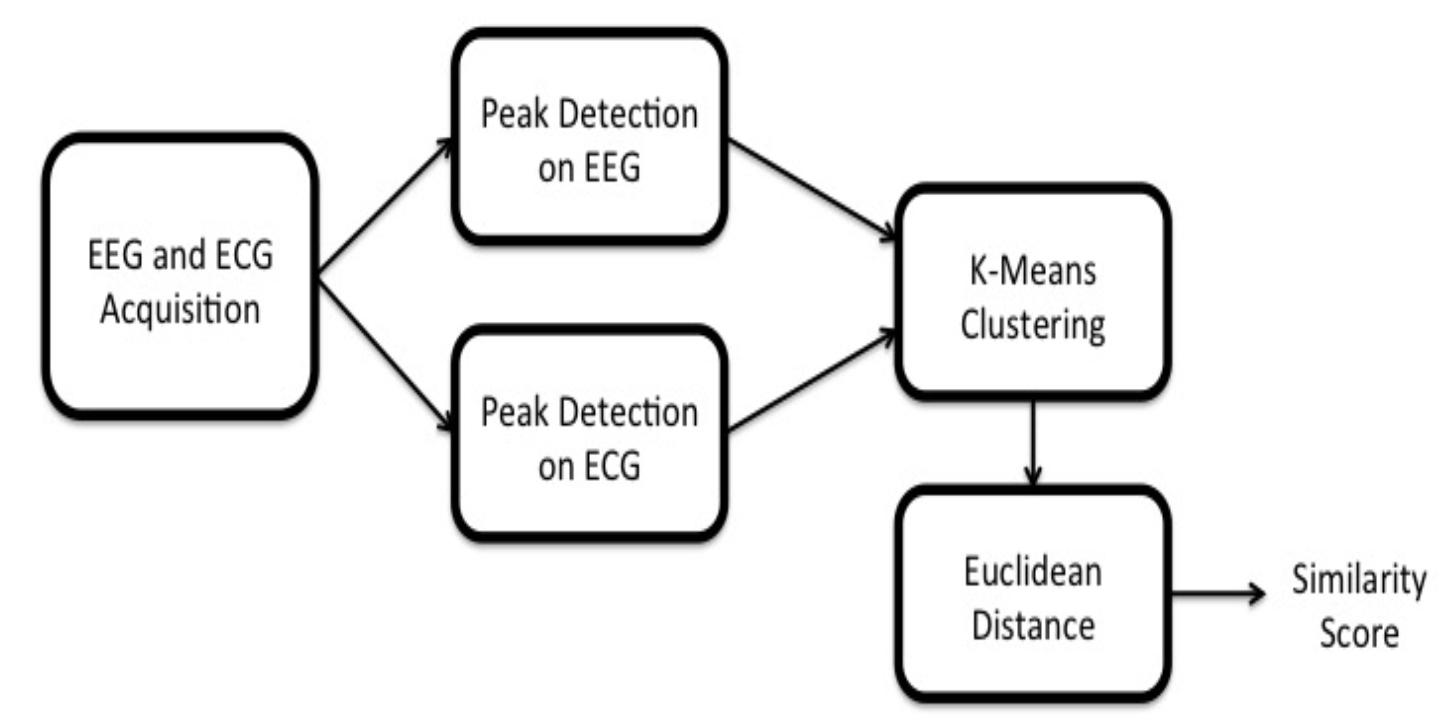 EEG and ECG
Acquisition
Peak Detection
on EEG
Peak Detection
on ECG
K-Means
Clustering
Euclidean
Distance
Similarity
Score